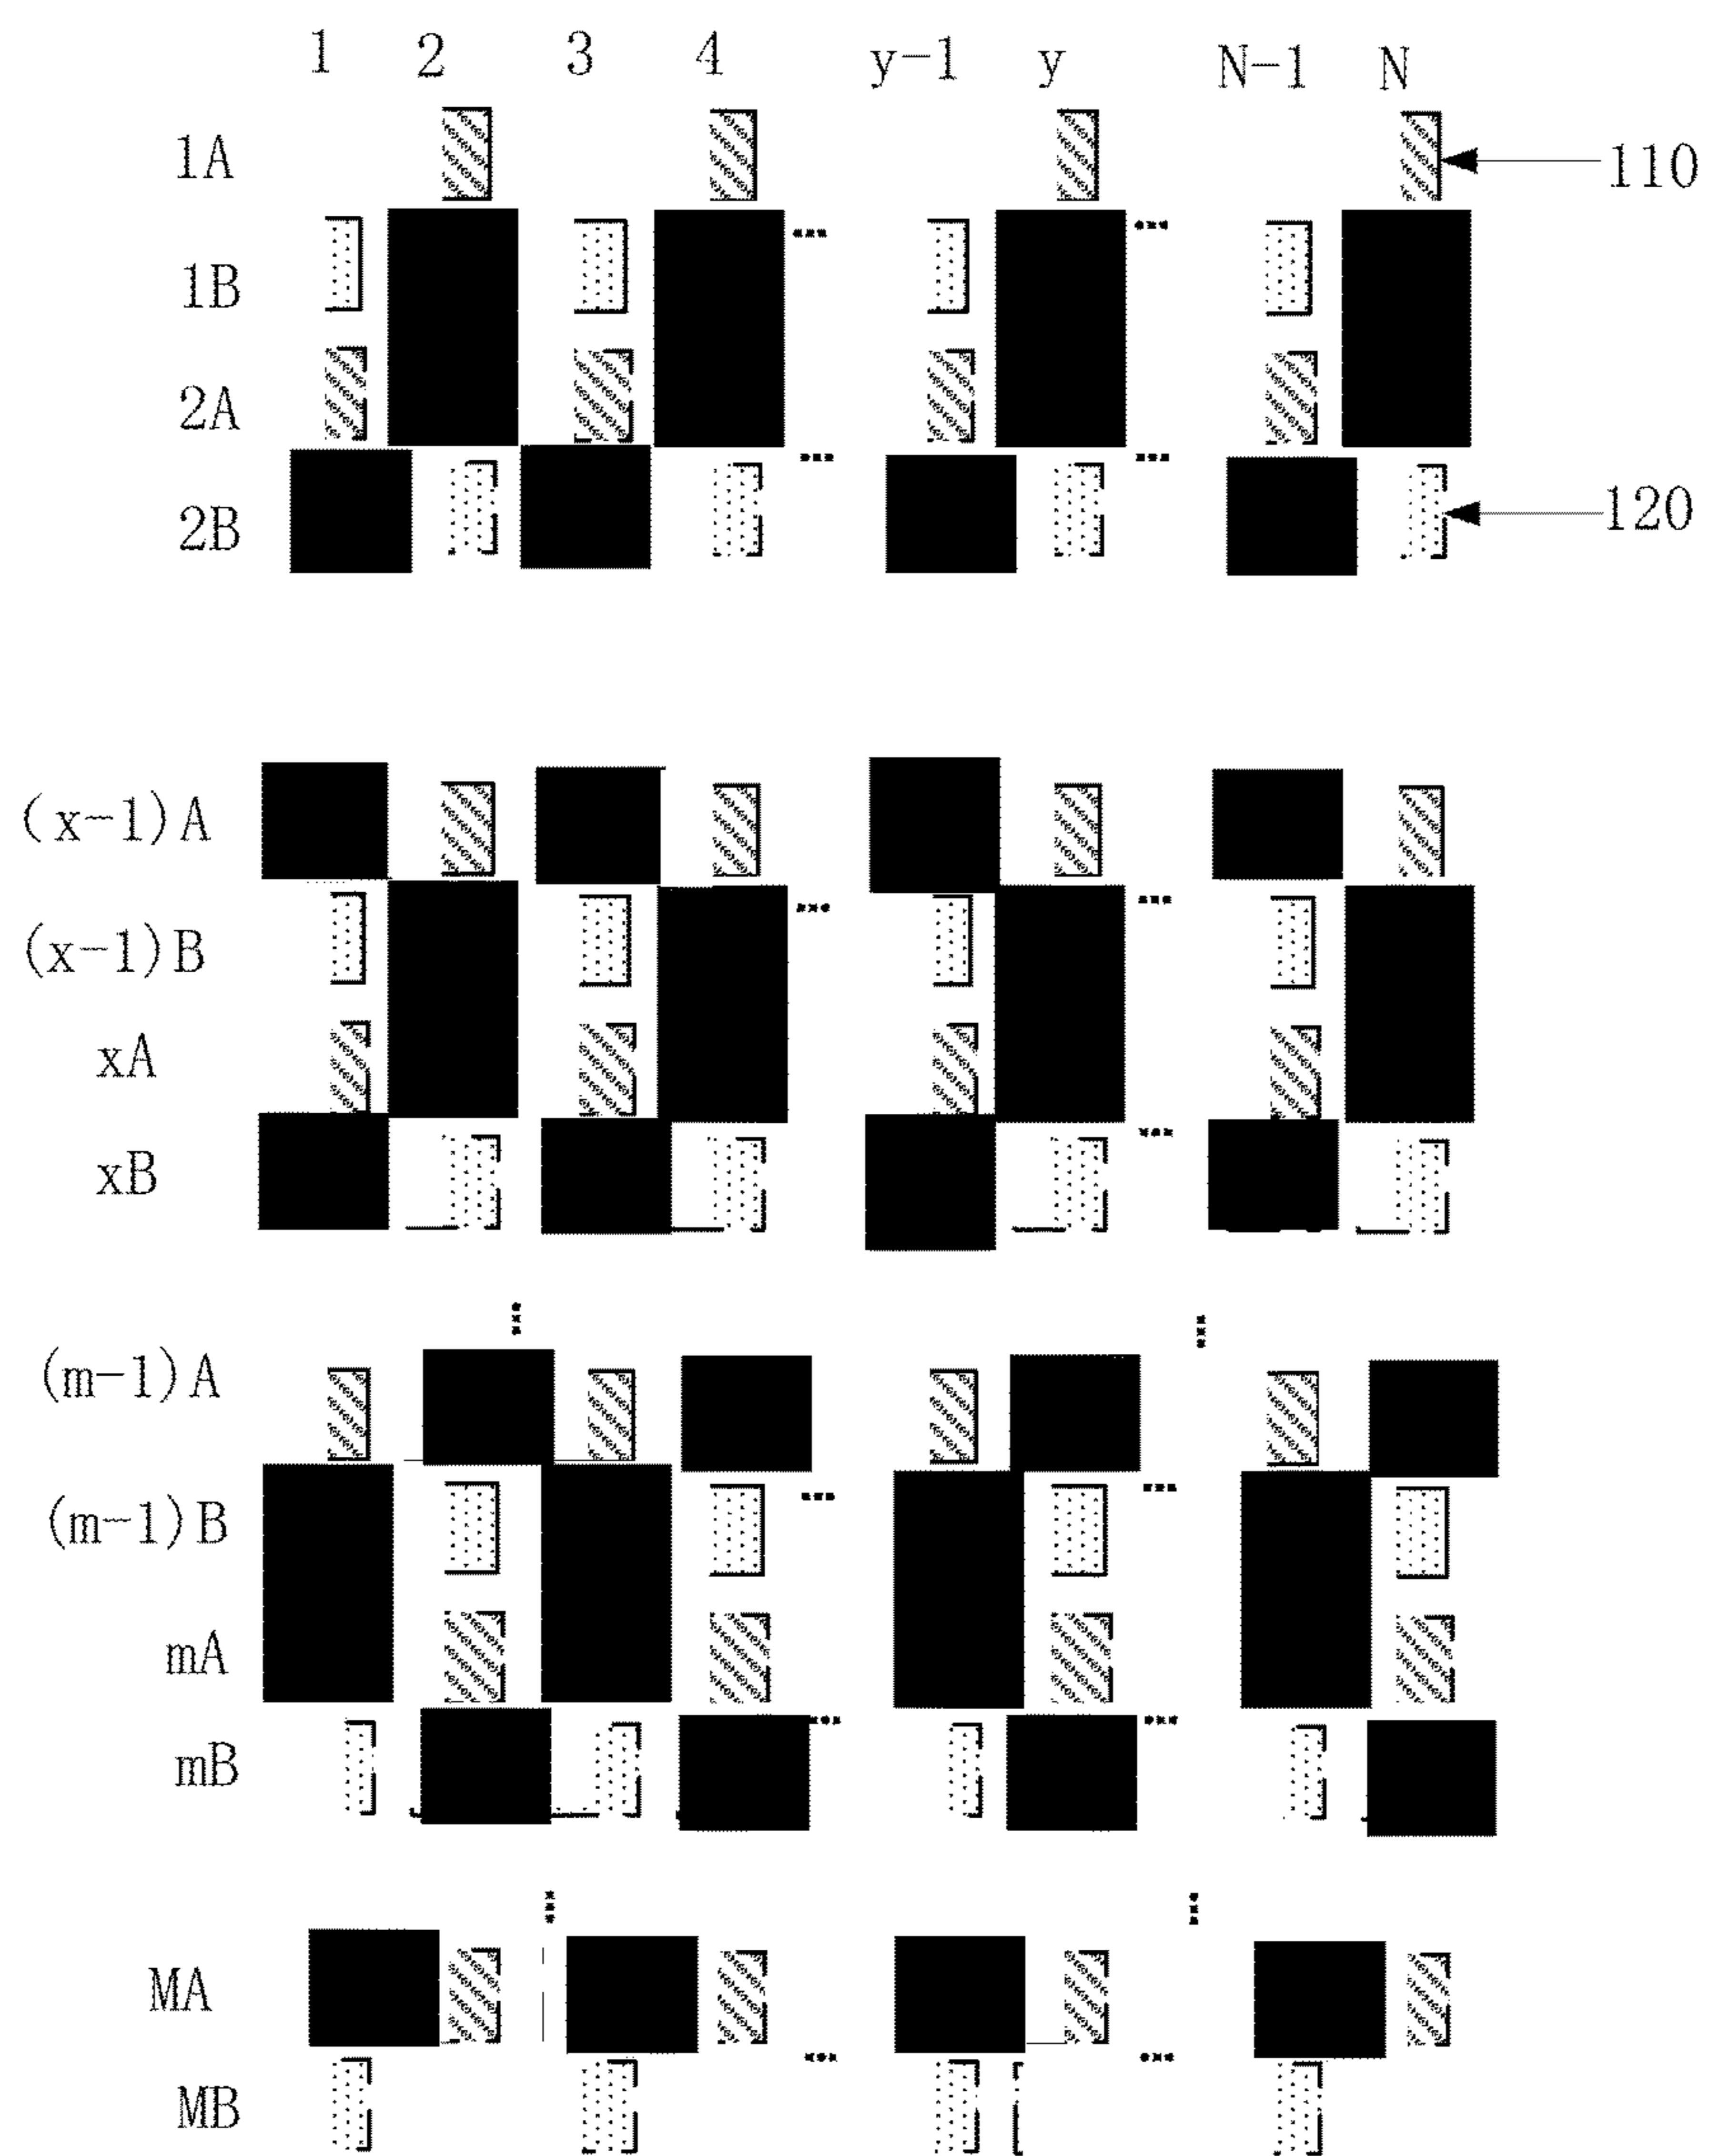 1 2 3 4 y-1 y N-1 N
1A
110
1B
2A
2B
120
(x-1)A
(x-1)B
xA
xB
(m-1)A
(m-1)B
mA
mB
MA
MB